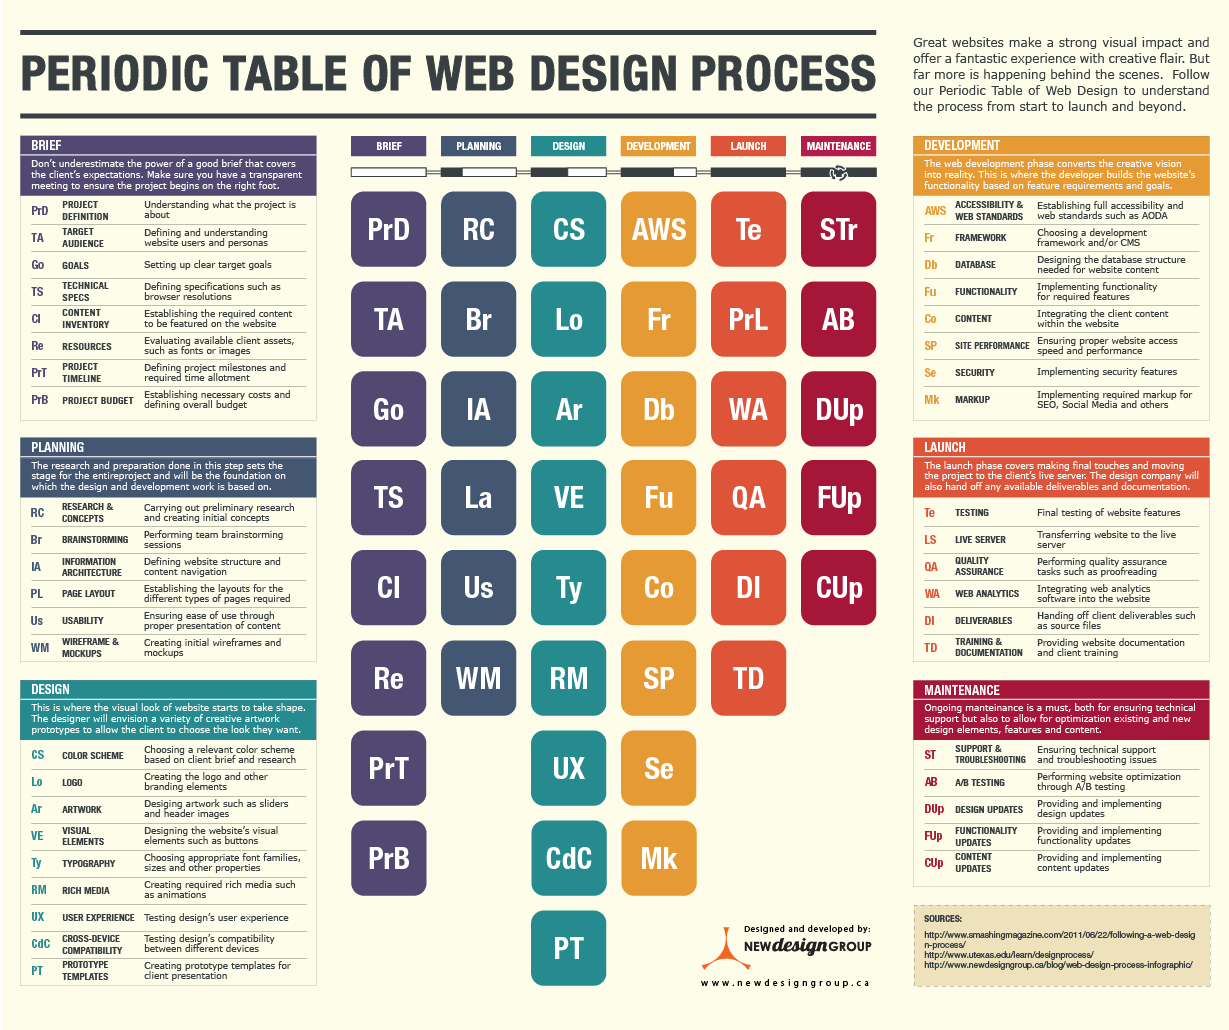 PERIODIC TABLE OF WEB DESIGN PROCESS
Great websites make a strong visual impact and
offer a fantastic experience with creative flair. But
far more is happening behind the scenes. Follow
our Periodic Table of Web Design to understand
the process from start to launch and beyond.
BRIEF
Don't underestimate the power of a good brief that covers
the client's expectations. Make sure you have a transparent
meeting to ensure the project begins on the right foot.
PrD PROJECT DEFINITION Understanding what the project is
about
TA TARGET AUDIENCE Defining and understanding
website users and personas
Go GOALS Setting up clear target goals
TS TECHNICAL SPECS Defining specifications such as
browser resolutions
CI CONTENT INVENTORY Establishing the required content
to be featured on the website
Re RESOURCES Evaluating available client assets,
such as fonts or images
PrT PROJECT TIMELINE Defining project milestones and
required time allotment
PrB PROJECT BUDGET Establishing necessary costs and
defining overall budget
PLANNING
The research and preparation done in this step sets the
stage for the entireproject and will be the foundation on
which the design and development work is based on.
RC RESEARCH & CONCEPTS Carrying out preliminary research
and creating initial concepts
Br BRAINSTORMING Performing team brainstorming
sessions
IA INFORMATION ARCHITECTURE Defining website structure and
content navigation
PL PAGE LAYOUT Establishing the layouts for the
different types of pages required
Us USABILITY Ensuring ease of use through
proper presentation of content
WM WIREFRAME & MOCKUPS Creating initial wireframes and
mockups
DESIGN
This is where the visual look of website starts to take shape.
The designer will envision a variety of creative artwork
prototypes to allow the client to choose the look they want.
CS COLOR SCHEME Choosing a relevant color scheme
based on client brief and research
Lo LOGO Creating the logo and other
branding elements
Ar ARTWORK Desiging artwork such as sliders
and header images
VE VISUAL ELEMENTS Designing the website's visual
elements such as buttons
Ty TYPOGRAPHY Choosing appropriate font families,
sizes and other properties
RM RICH MEDIA Creating required rich media such
as animations
UX USER EXPERIENCE Testing design's user experience
CdC CROSS-DEVICE COMPATIBILITY Testing design's compatibility
between different devices
PT PROTOTYPE TEMPLATES Creating prototype templates for
client presentation
BRIEF PLANNING DESIGN DEVELOPMENT LAUNCH MAINTENANCE
PrD RC CS AWS Te STr
TA Br Lo Fr PrL AB
Go IA Ar Db WA DUp
TS La VE Fu QA FUp
CI Us Ty Co DI CUp
Re WM RM SP TD
PrT UX Se
PrB CdC Mk
PT
Designed and developed by:
NEW design GROUP
www.newdesigngroup.ca
DEVELOPMENT
The web development phase converts the creative vision
into reality. This is where the developer builds the website's
functionality based on feature requirements and goals.
AWS ACCESSIBILITY & WEB STANDARDS Establishing full accessibility and
web standards such as AODA
Fr FRAMEWORK Choosing a development
framework and/or CMS
Db DATABASE Designing the database structure
needed for website content
Fu FUNCTIONALITY Implementing functionality
for required features
Co CONTENT Integrating the client content
within the website
SP SITE PERFORMANCE Ensuring proper website access
speed and performance
Se SECURITY Implementing security features
Mk MARKUP Implementing required markup for
SEO, Social Media and others
LAUNCH
The launch phase covers making final touches and moving
the project to the client's live server. The design company will
also hand off any available deliverables and documentation.
Te TESTING Final testing of website features
LS LIVE SERVER Transferring website to the live
server
QA QUALITY ASSURANCE Performing quality assurance
tasks such as proofreading
WA WEB ANALYTICS Integrating web analytics
software into the website
DI DELIVERABLES Handing off client deliverables such
as source files
TD TRAINING & DOCUMENTATION Providing website documentation
and client training
MAINTENANCE
Ongoing manteinance is a must, both for ensuring technical
support but also to allow for optimization existing and new
design elements, features and content.
ST SUPPORT & TROUBLESHOOTING Ensuring technical support
and troubleshooting issues
AB A/B TESTING Performing website optimization
through A/B testing
DUp DESIGN UPDATES Providing and implementing
design updates
FUp FUNCTIONALITY UPDATES Providing and implementing
functionality updates
CUp CONTENT UPDATES Providing and implementing
content updates
SOURCES:
http://www.smashingmagazine.com/2011/06/22/following-a-web-desig
n-process/
http://www.utexas.edu/learn/designprocess/
http://www.newdesigngroup.ca/blog/web-design-process-infographic/